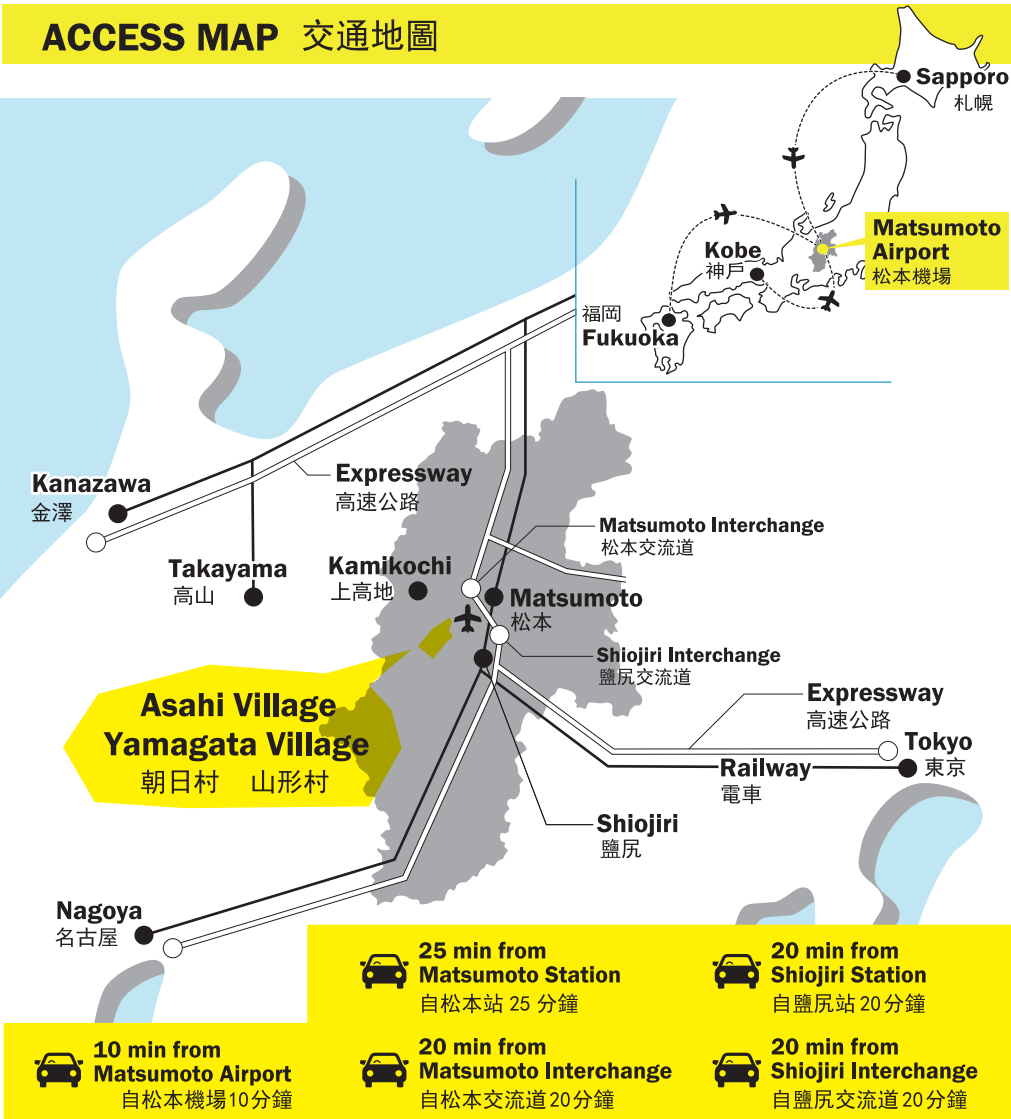 ACCESS MAP 交通地圖
Sapporo
札幌
Matsumoto
Airport
松本機場
Kobe
神戶
福岡
Fukuoka
Kanazawa
金澤
Expressway
高速公路
Takayama
高山
Kamikochi
上高地
Matsumoto Interchange
松本交流道
Matsumoto
松本
Shiojiri Interchange
鹽尻交流道
Asahi Village
Yamagata Village
朝日村 山形村
Expressway
高速公路
Tokyo
東京
Railway
電車
Shiojiri
鹽尻
Nagoya
名古屋
25 min from
Matsumoto Station
自松本站 25 分鐘
20 min from
Shiojiri Station
自鹽尻站20分鐘
10 min from
Matsumoto Airport
自松本機場10分鐘
20 min from
Matsumoto Interchange
自松本交流道20分鐘
20 min from
Shiojiri Interchange
自鹽尻交流道20分鐘